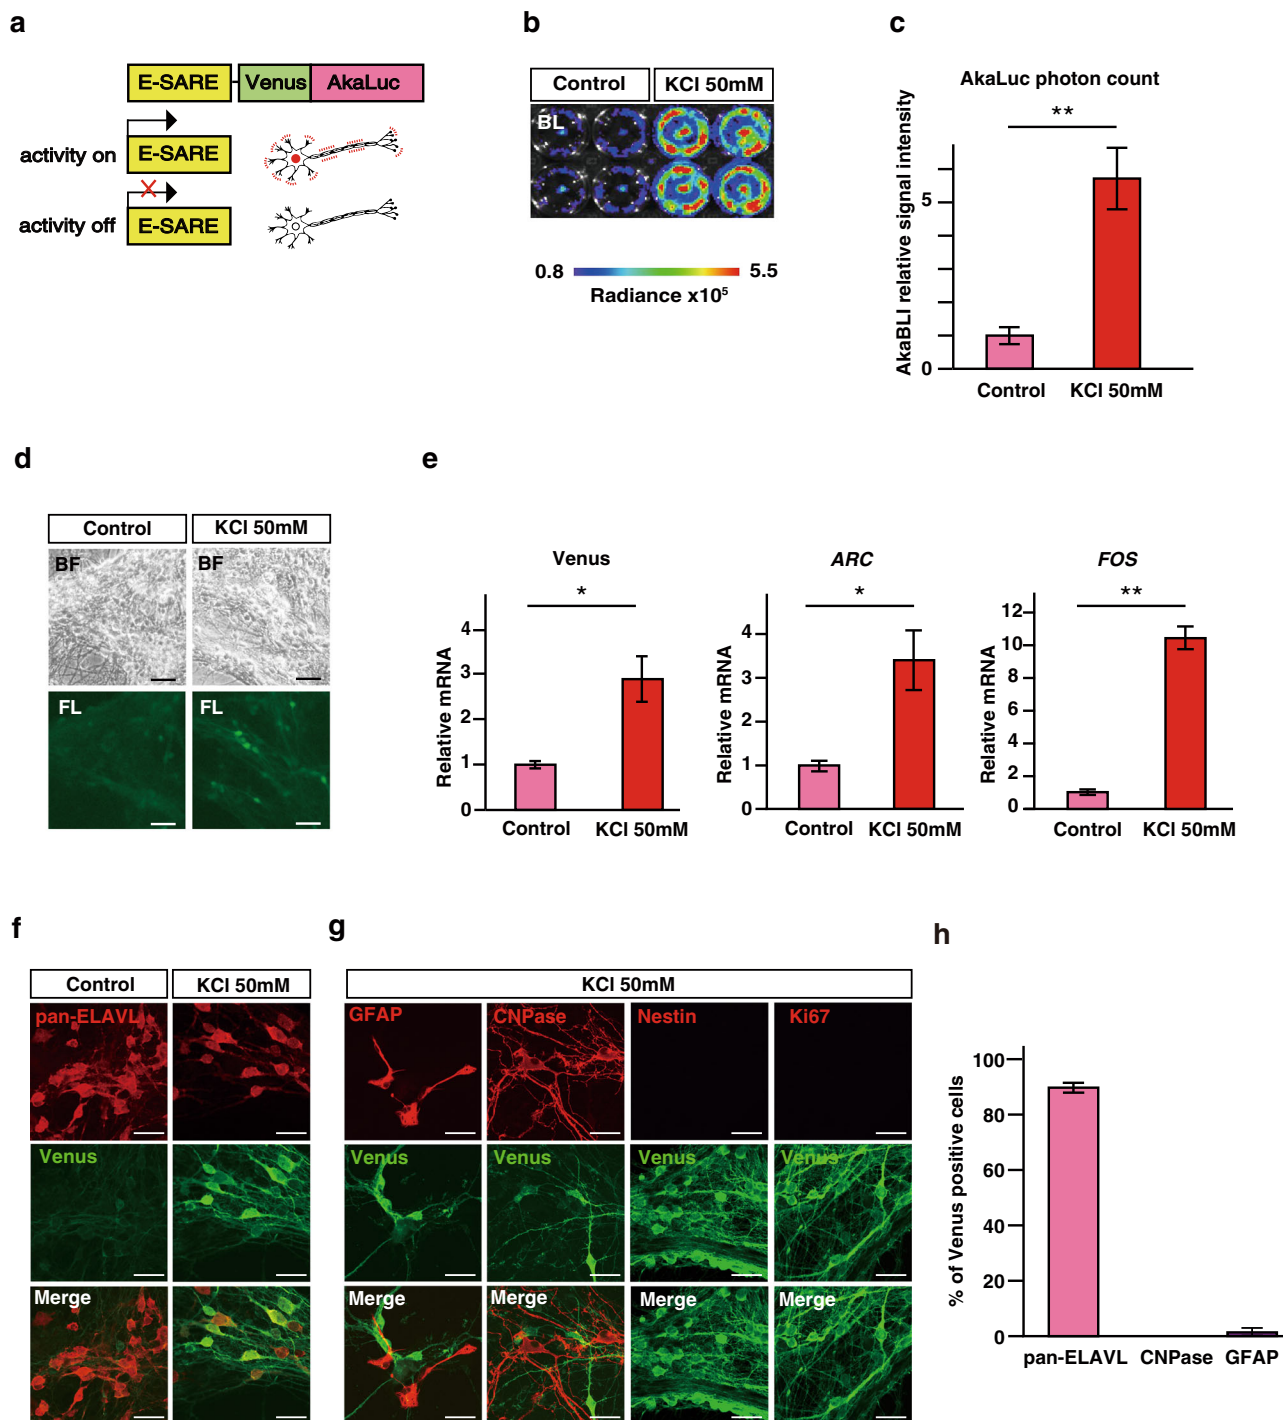 a
E-SARE Venus AkaLuc
activity on E-SARE
activity off E-SARE
b
Control KCl 50mM
BL
0.8 5.5
Radiance x10⁵
c
AkaLuc photon count
**
AkaBLI relative signal intensity
5
0
Control KCl 50mM
d
Control KCl 50mM
BF BF
FL FL
e
Venus
*
Relative mRNA
4
3
2
1
0
Control KCl 50mM
ARC
*
Relative mRNA
4
3
2
1
0
Control KCl 50mM
FOS
**
Relative mRNA
12
10
8
6
4
2
0
Control KCl 50mM
f
Control KCl 50mM
pan-ELAVL
Venus
Merge
g
KCl 50mM
GFAP CNPase Nestin Ki67
Venus Venus Venus Venus
Merge Merge Merge Merge
h
% of Venus positive cells
100
80
60
40
20
0
pan-ELAVL CNPase GFAP